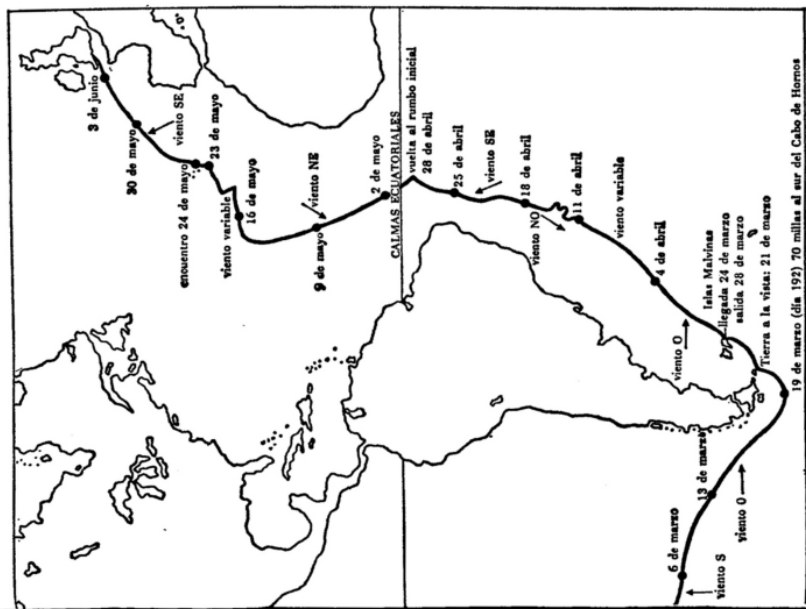 3 de junio
viento SE
30 de mayo
23 de mayo
encuentro 24 de mayo
viento variable
16 de mayo
viento NE
9 de mayo
2 de mayo
CALMAS ECUATORIALES
vuelta al rumbo inicial
28 de abril
25 de abril
viento SE
18 de abril
viento NO
11 de abril
viento variable
4 de abril
viento O
Islas Malvinas
llegada 24 de marzo
salida 28 de marzo
Tierra a la vista: 21 de marzo
19 de marzo (día 192) 70 millas al sur del Cabo de Hornos
13 de marzo
viento O
6 de marzo
viento S